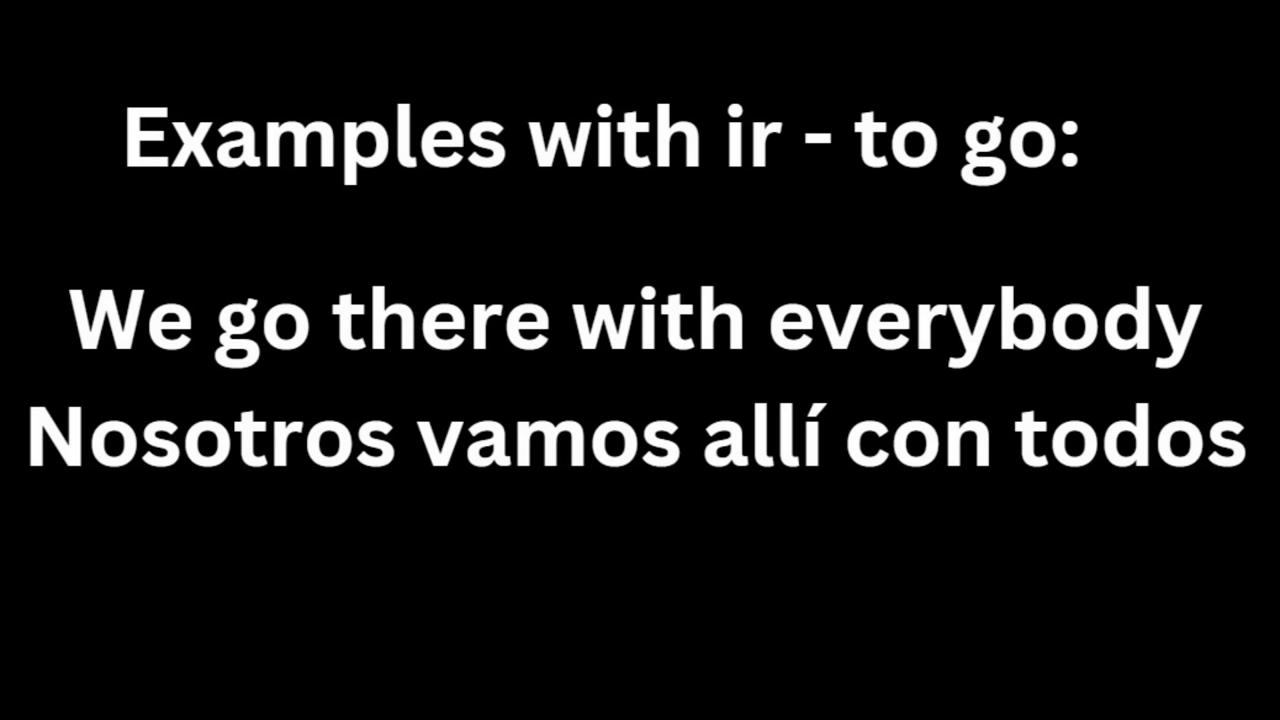 Examples with ir - to go:
We go there with everybody
Nosotros vamos allí con todos